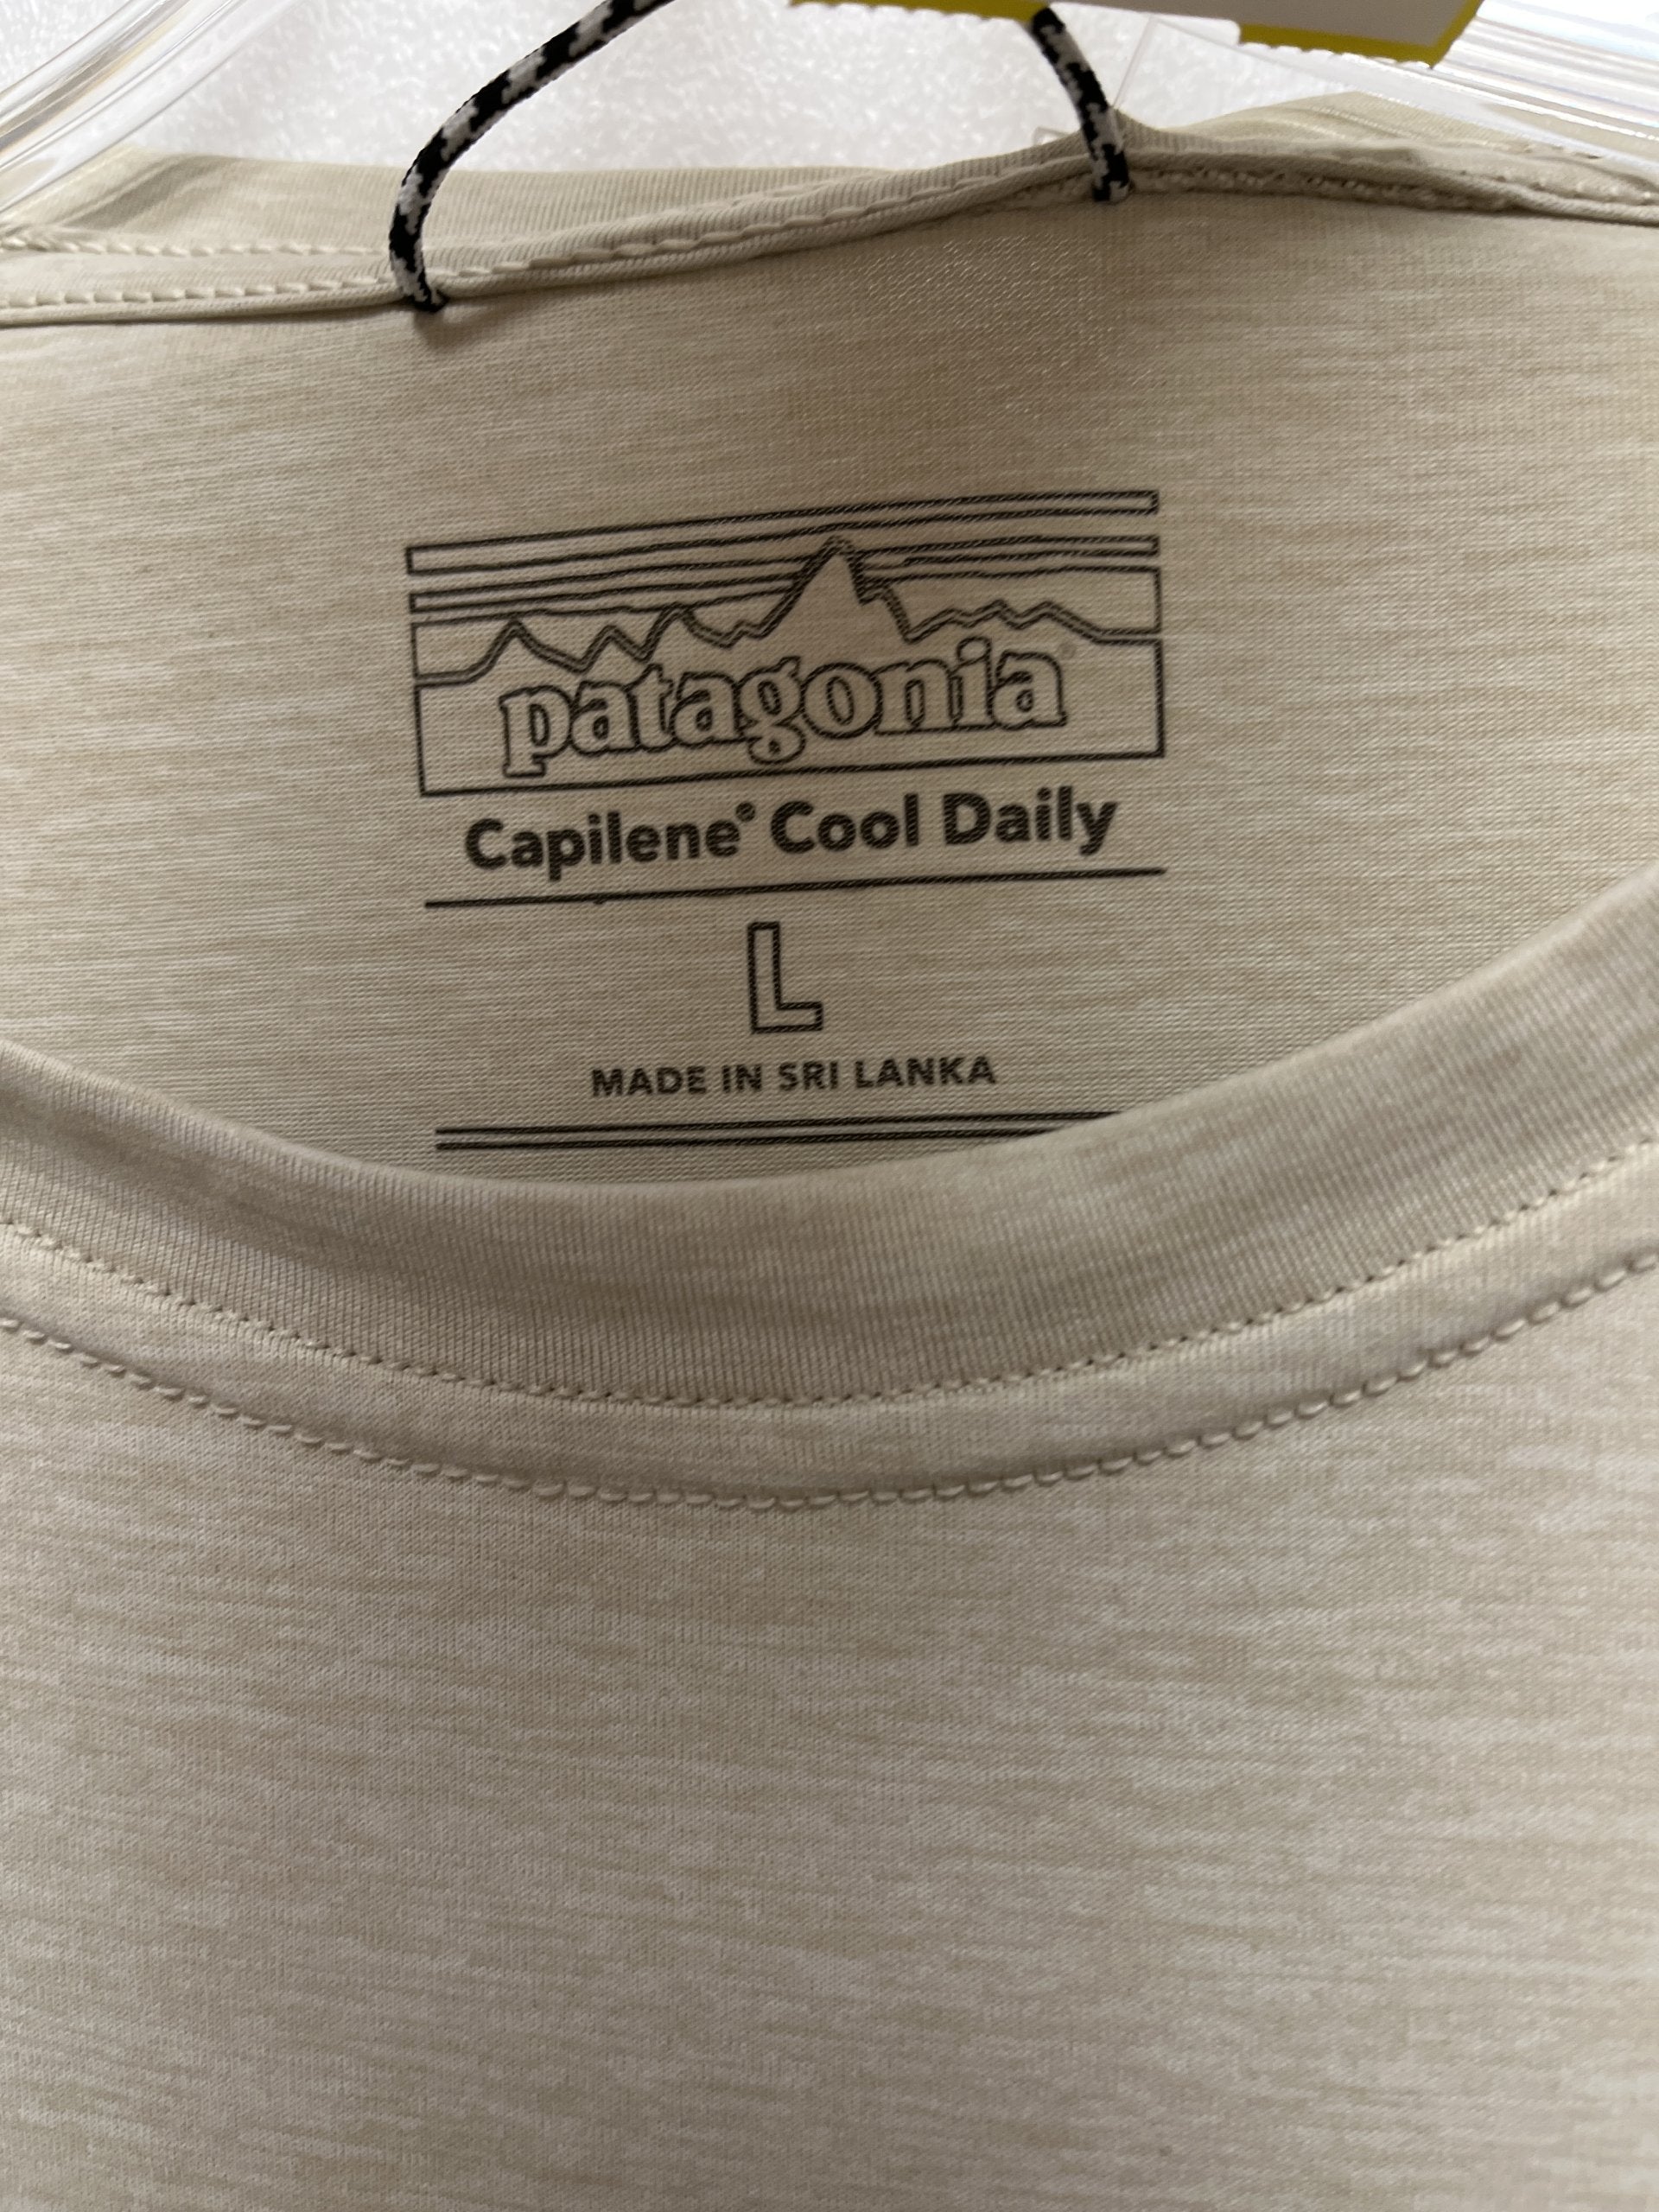 patagonia®
Capilene® Cool Daily
L
MADE IN SRI LANKA